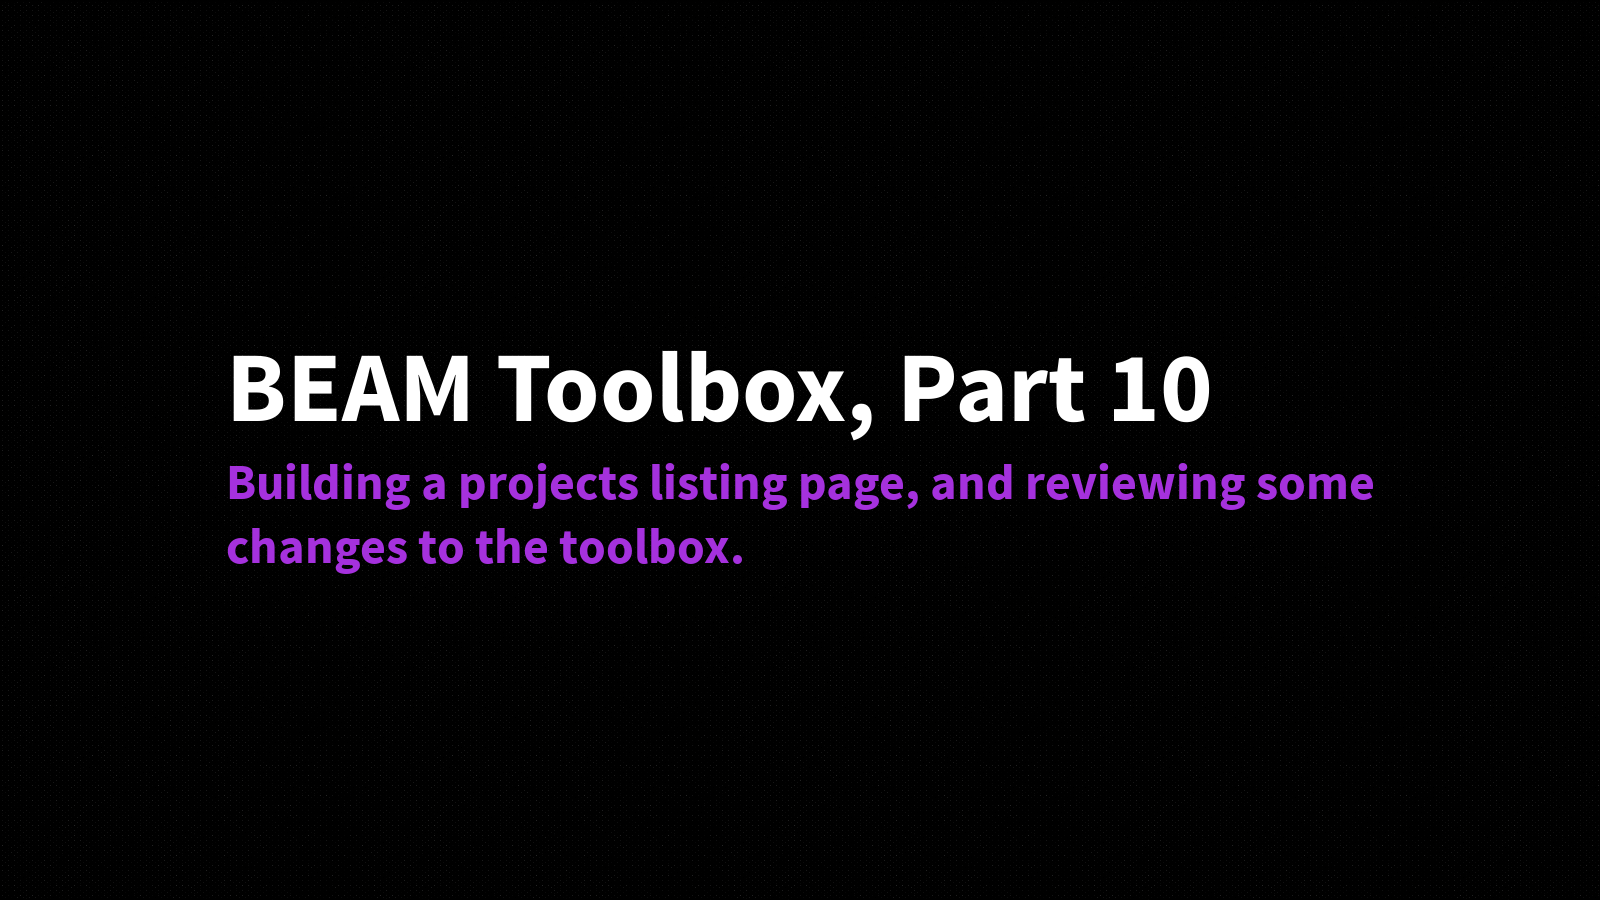 BEAM Toolbox, Part 10
Building a projects listing page, and reviewing some
changes to the toolbox.